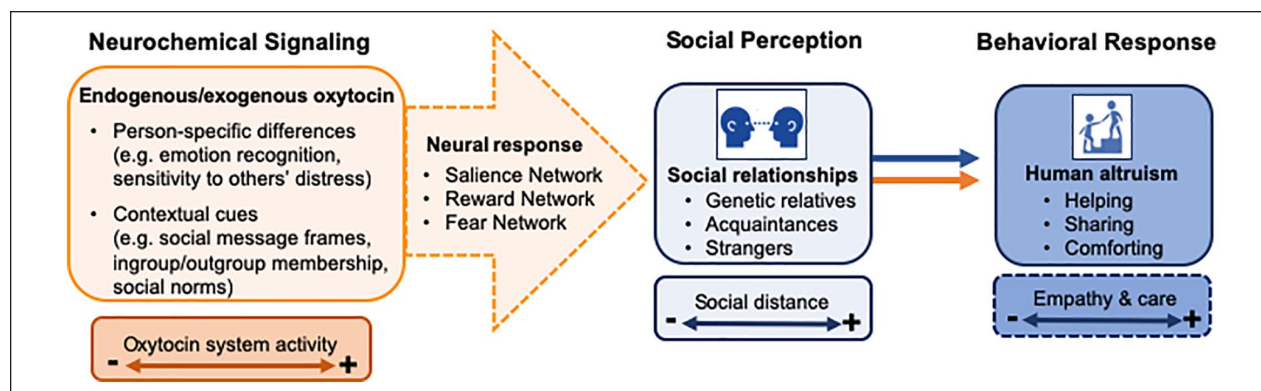 Neurochemical Signaling
Endogenous/exogenous oxytocin
• Person-specific differences
(e.g. emotion recognition,
sensitivity to others' distress)
• Contextual cues
(e.g. social message frames,
ingroup/outgroup membership,
social norms)
Oxytocin system activity
- +
Neural response
• Salience Network
• Reward Network
• Fear Network
Social Perception
Social relationships
• Genetic relatives
• Acquaintances
• Strangers
Social distance
- +
Behavioral Response
Human altruism
• Helping
• Sharing
• Comforting
Empathy & care
- +